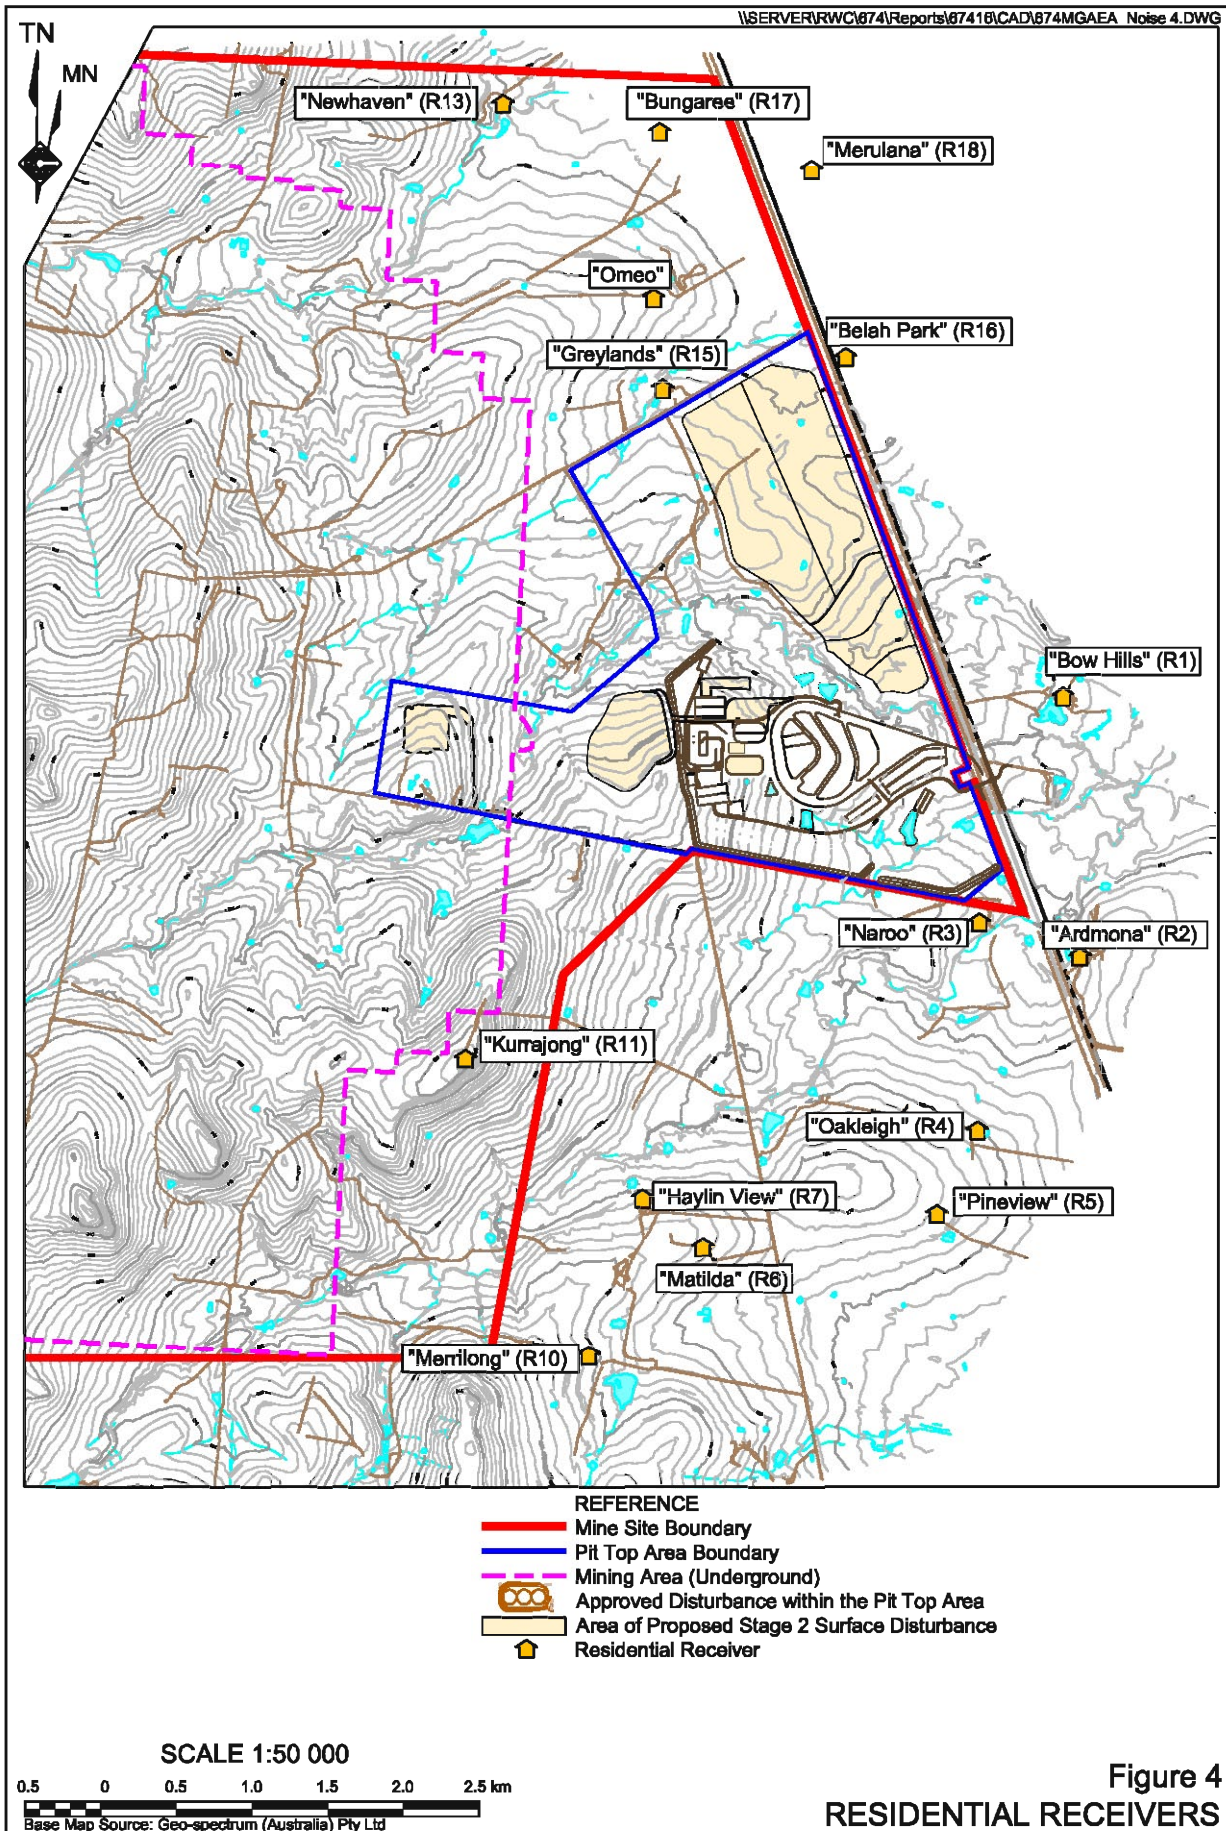 \\SERVER\RWC\674\Reports\67416\CAD\674MGAEA_Noise 4.DWG
TN
MN
"Newhaven" (R13)
"Bungaree" (R17)
"Merulana" (R18)
"Omeo"
"Belah Park" (R16)
"Greylands" (R15)
"Bow Hills" (R1)
"Naroo" (R3)
"Ardmona" (R2)
"Kurrajong" (R11)
"Oakleigh" (R4)
"Haylin View" (R7)
"Pineview" (R5)
"Matilda" (R6)
"Merrilong" (R10)
REFERENCE
Mine Site Boundary
Pit Top Area Boundary
Mining Area (Underground)
Approved Disturbance within the Pit Top Area
Area of Proposed Stage 2 Surface Disturbance
Residential Receiver
SCALE 1:50 000
0.5 0 0.5 1.0 1.5 2.0 2.5 km
Base Map Source: Geo-spectrum (Australia) Pty Ltd
Figure 4
RESIDENTIAL RECEIVERS